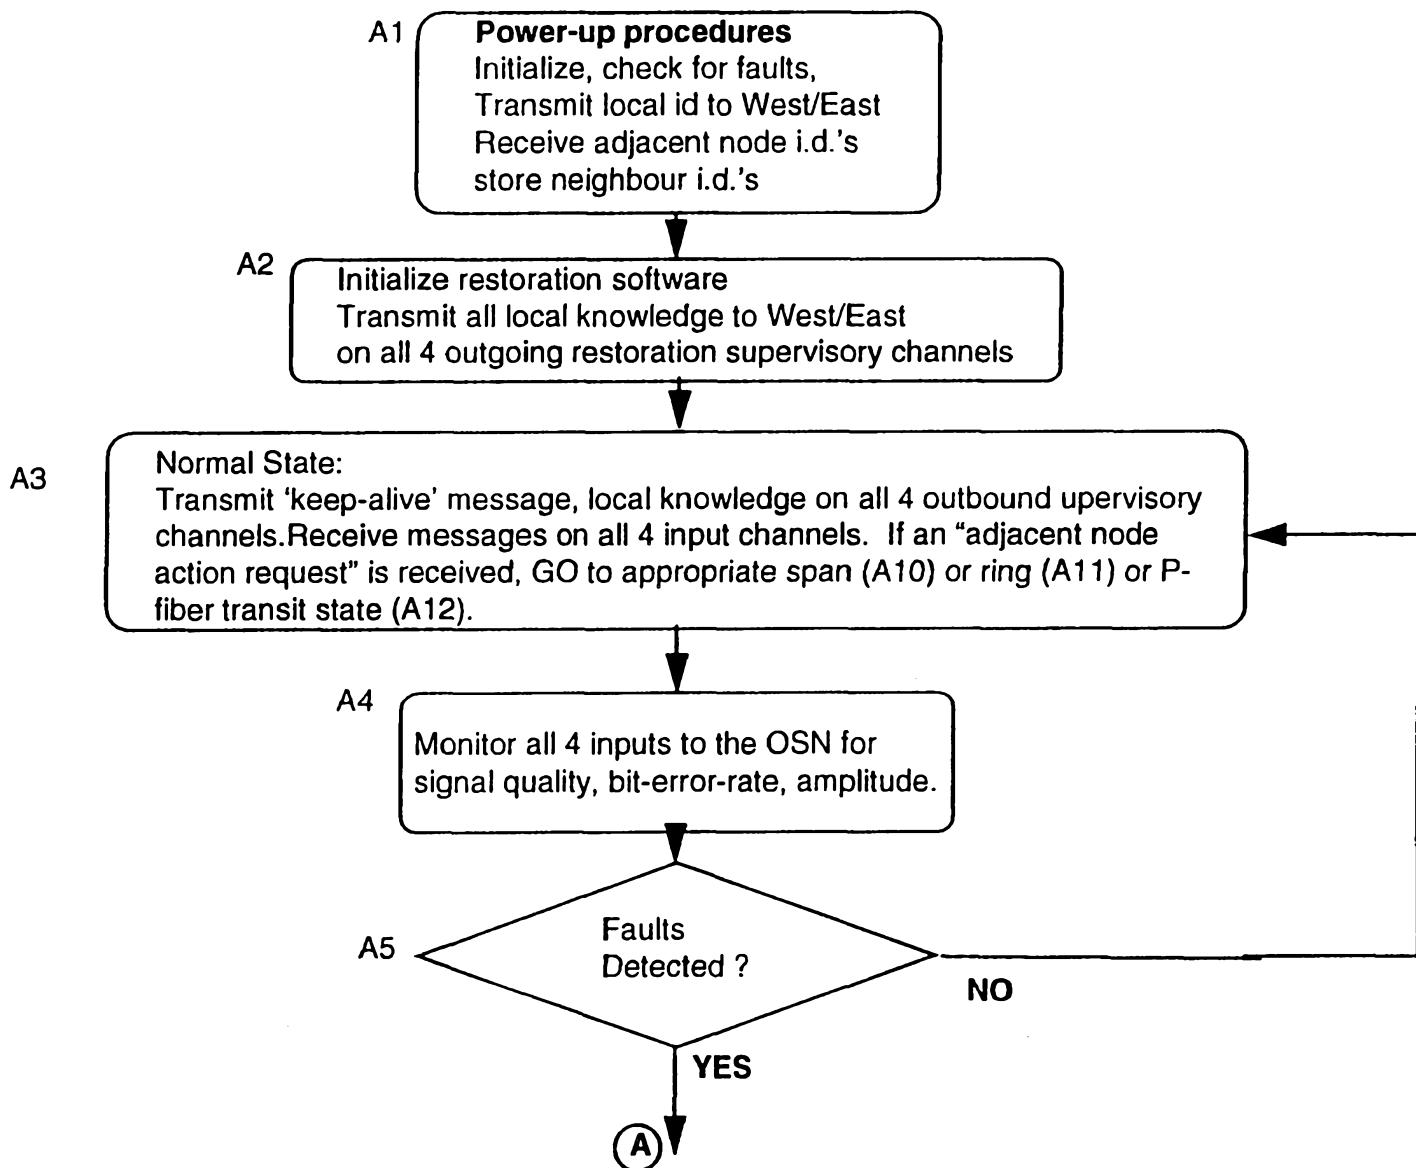 A1
Power-up procedures
Initialize, check for faults,
Transmit local id to West/East
Receive adjacent node i.d.'s
store neighbour i.d.'s
A2
Initialize restoration software
Transmit all local knowledge to West/East
on all 4 outgoing restoration supervisory channels
A3
Normal State:
Transmit ‘keep-alive’ message, local knowledge on all 4 outbound upervisory
channels.Receive messages on all 4 input channels.  If an “adjacent node
action request” is received, GO to appropriate span (A10) or ring (A11) or P-
fiber transit state (A12).
A4
Monitor all 4 inputs to the OSN for
signal quality, bit-error-rate, amplitude.
A5
Faults
Detected ?
NO
YES
A